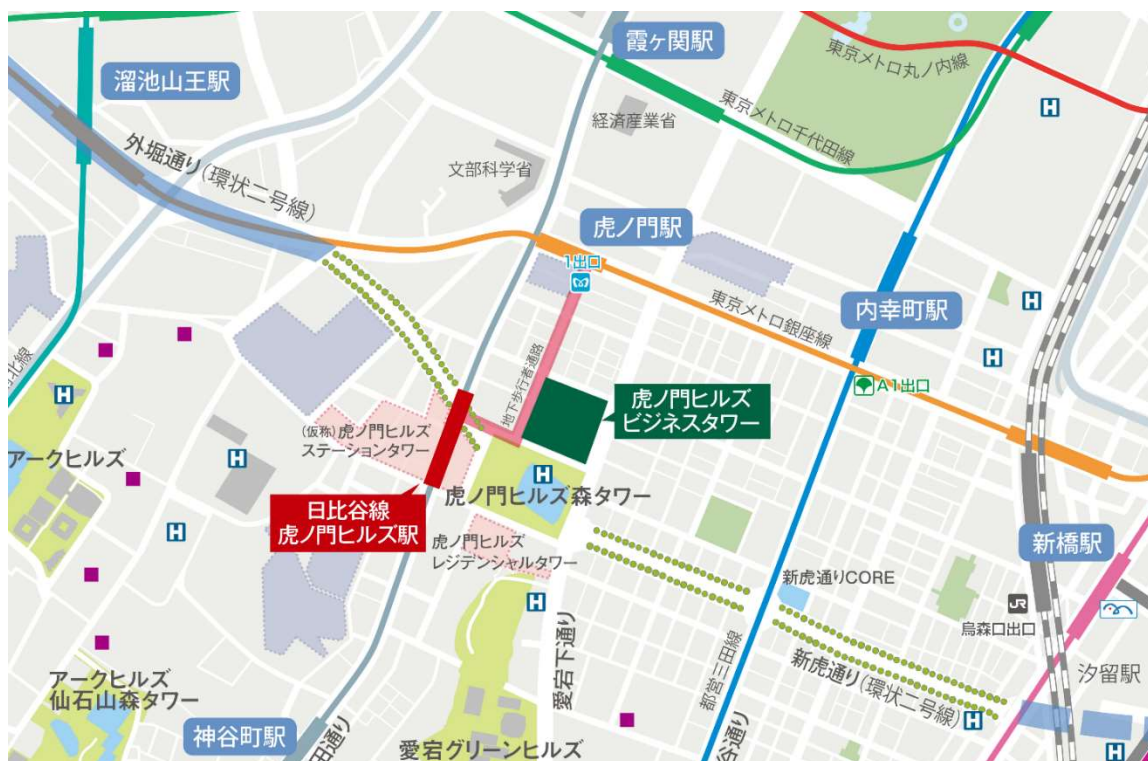 霞ヶ関駅
溜池山王駅
東京メトロ丸ノ内線
H
経済産業省
東京メトロ千代田線
外堀通り(環状二号線)
文部科学省
虎ノ門駅
1出口
東京メトロ銀座線
内幸町駅
H
H
A1出口
地下歩行者通路
虎ノ門ヒルズ
ビジネスタワー
北線
H
(仮称)虎ノ門ヒルズ
ステーションタワー
アークヒルズ
H
H
虎ノ門ヒルズ森タワー
日比谷線
虎ノ門ヒルズ駅
H
虎ノ門ヒルズ
レジデンシャルタワー
新橋駅
新虎通りCORE
H
JR
烏森口出口
愛宕下通り
都営三田線
新虎通り(環状二号線)
汐留駅
アークヒルズ
仙石山森タワー
H
神谷町駅
田通り
愛宕グリーンヒルズ
谷通り
H